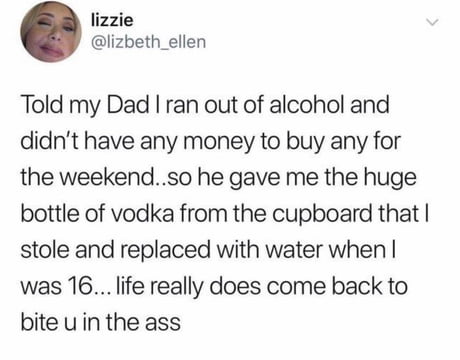 lizzie
@lizbeth_ellen
Told my Dad I ran out of alcohol and
didn't have any money to buy any for
the weekend..so he gave me the huge
bottle of vodka from the cupboard that I
stole and replaced with water when I
was 16... life really does come back to
bite u in the ass